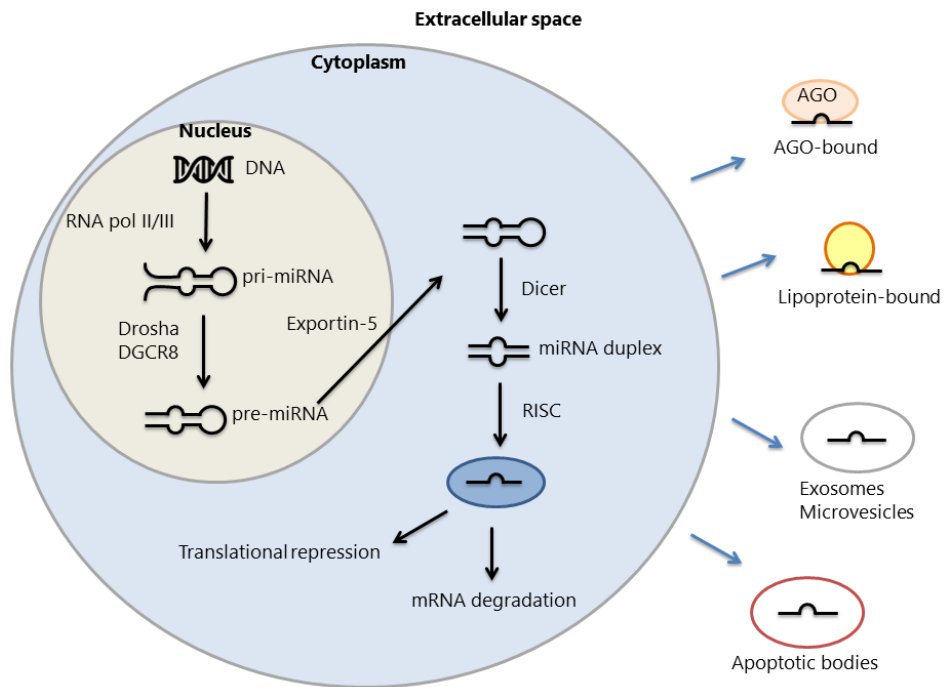 Extracellular space
Cytoplasm
Nucleus
DNA
RNA pol II/III
pri-miRNA
Drosha
DGCR8
pre-miRNA
Exportin-5
Dicer
miRNA duplex
RISC
Translational repression
mRNA degradation
AGO
AGO-bound
Lipoprotein-bound
Exosomes
Microvesicles
Apoptotic bodies